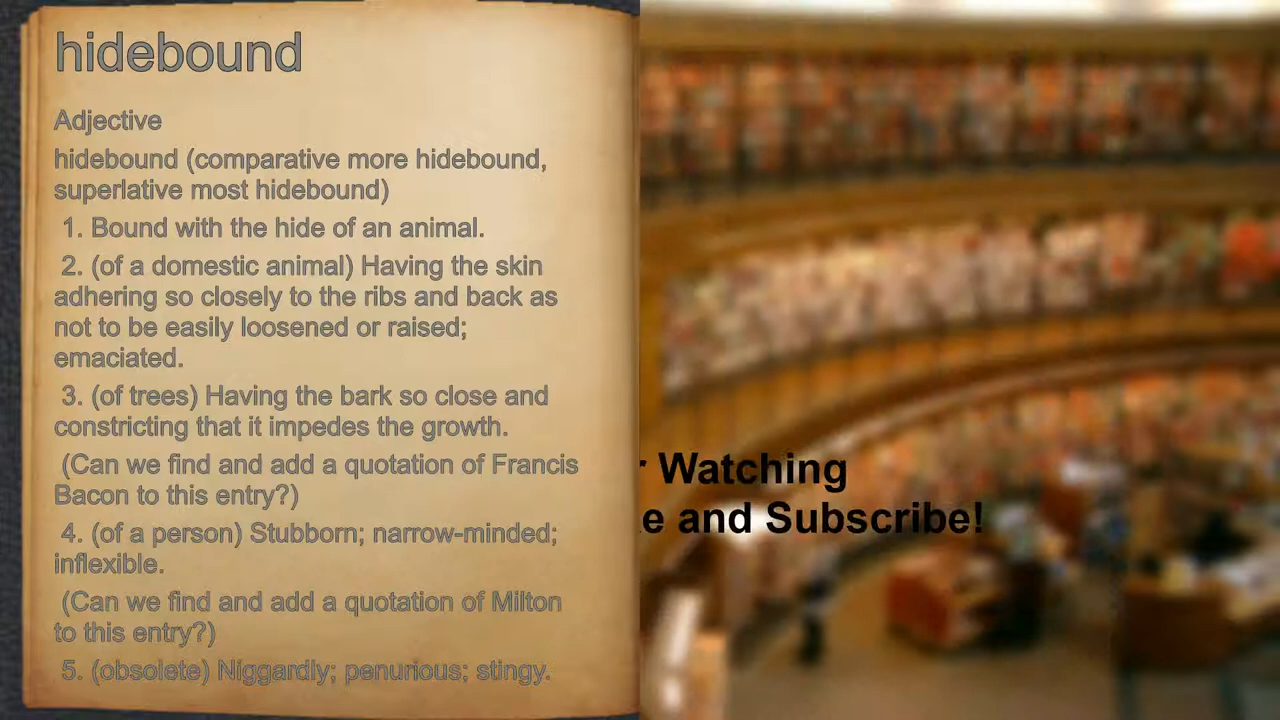 hidebound
Adjective
hidebound (comparative more hidebound,
superlative most hidebound)
1. Bound with the hide of an animal.
2. (of a domestic animal) Having the skin
adhering so closely to the ribs and back as
not to be easily loosened or raised;
emaciated.
3. (of trees) Having the bark so close and
constricting that it impedes the growth.
(Can we find and add a quotation of Francis
Bacon to this entry?)
4. (of a person) Stubborn; narrow-minded;
inflexible.
(Can we find and add a quotation of Milton
to this entry?)
5. (obsolete) Niggardly; penurious; stingy.
Watching
and Subscribe!